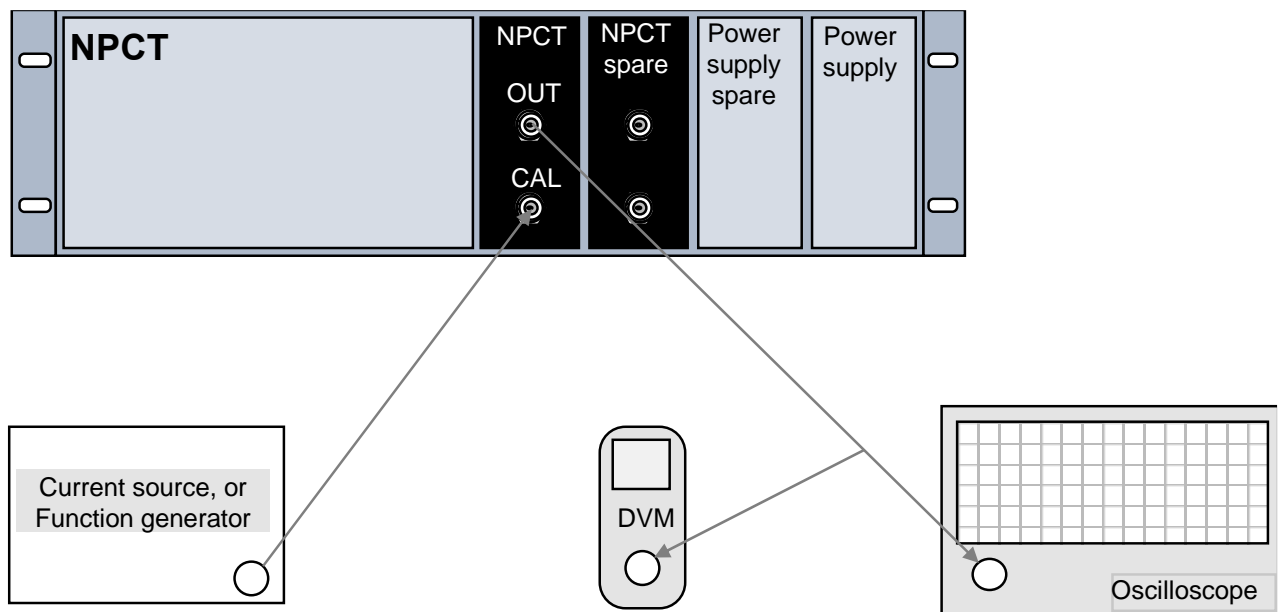 NPCT
NPCT
OUT
CAL
NPCT
spare
Power
supply
spare
Power
supply
Current source, or
Function generator
DVM
Oscilloscope